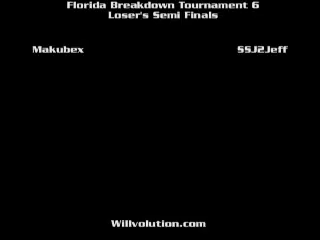 Florida Breakdown Tournament 6
Loser's Semi Finals
Makubex SSJ2Jeff
Willvolution.com